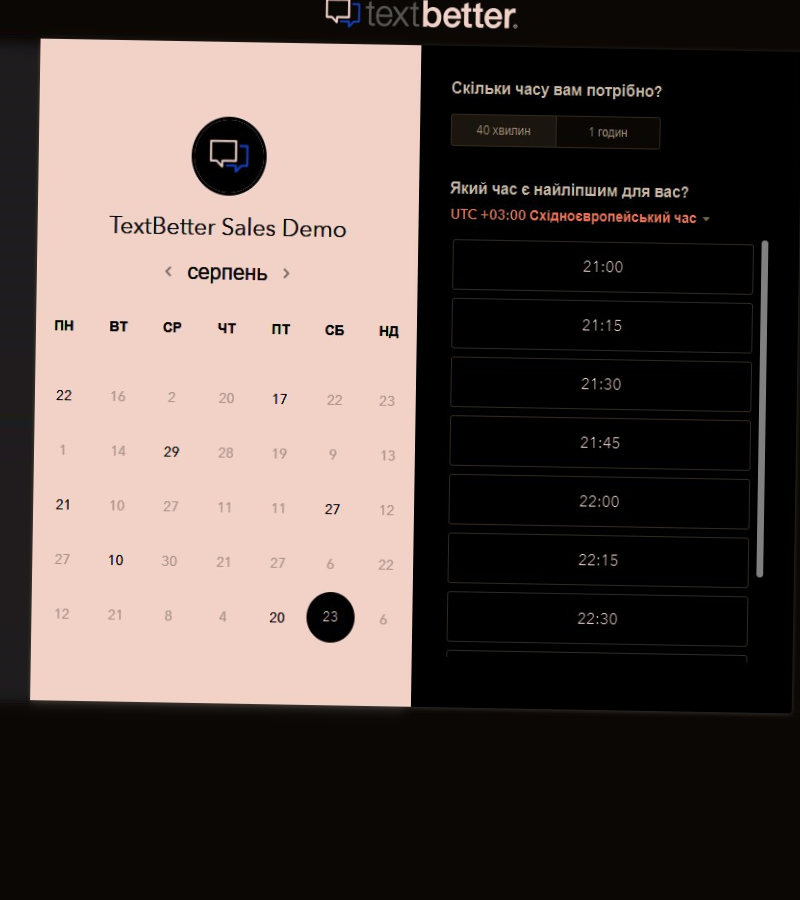 textbetter.
TextBetter Sales Demo
серпень
ПН ВТ СР ЧТ ПТ СБ НД
22 16 2 20 17 22 23
1 14 29 28 19 9 13
21 10 27 11 11 27 12
27 10 30 21 27 6 22
12 21 8 4 20 23 6
Скільки часу вам потрібно?
40 хвилин 1 годин
Який час є найліпшим для вас?
UTC +03:00 Східноєвропейський час
21:00
21:15
21:30
21:45
22:00
22:15
22:30